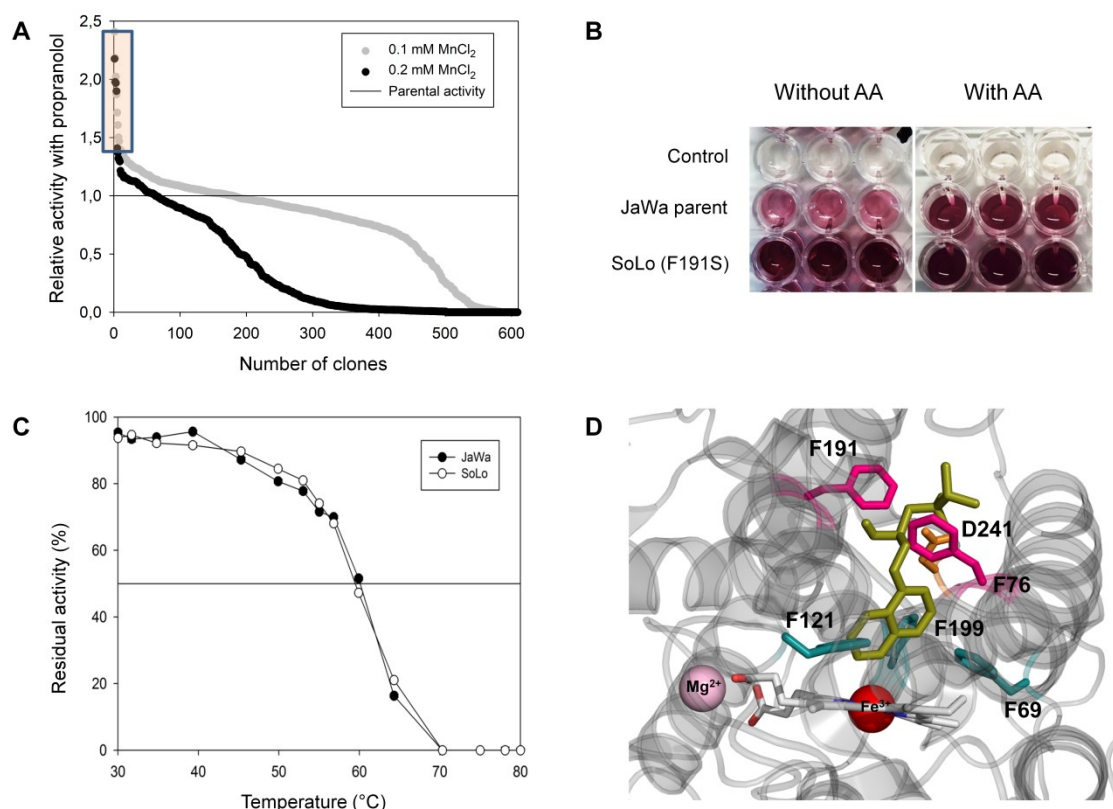 A
Relative activity with propranolol
2,5
2,0
1,5
1,0
0,5
0,0
0.1 mM MnCl₂
0.2 mM MnCl₂
Parental activity
0 100 200 300 400 500 600
Number of clones
B
Without AA With AA
Control
JaWa parent
SoLo (F191S)
C
Residual activity (%)
100
80
60
40
20
0
JaWa
SoLo
30 40 50 60 70 80
Temperature (°C)
D
F191
D241
F76
F121
F199
Mg²⁺
Fe³⁺
F69